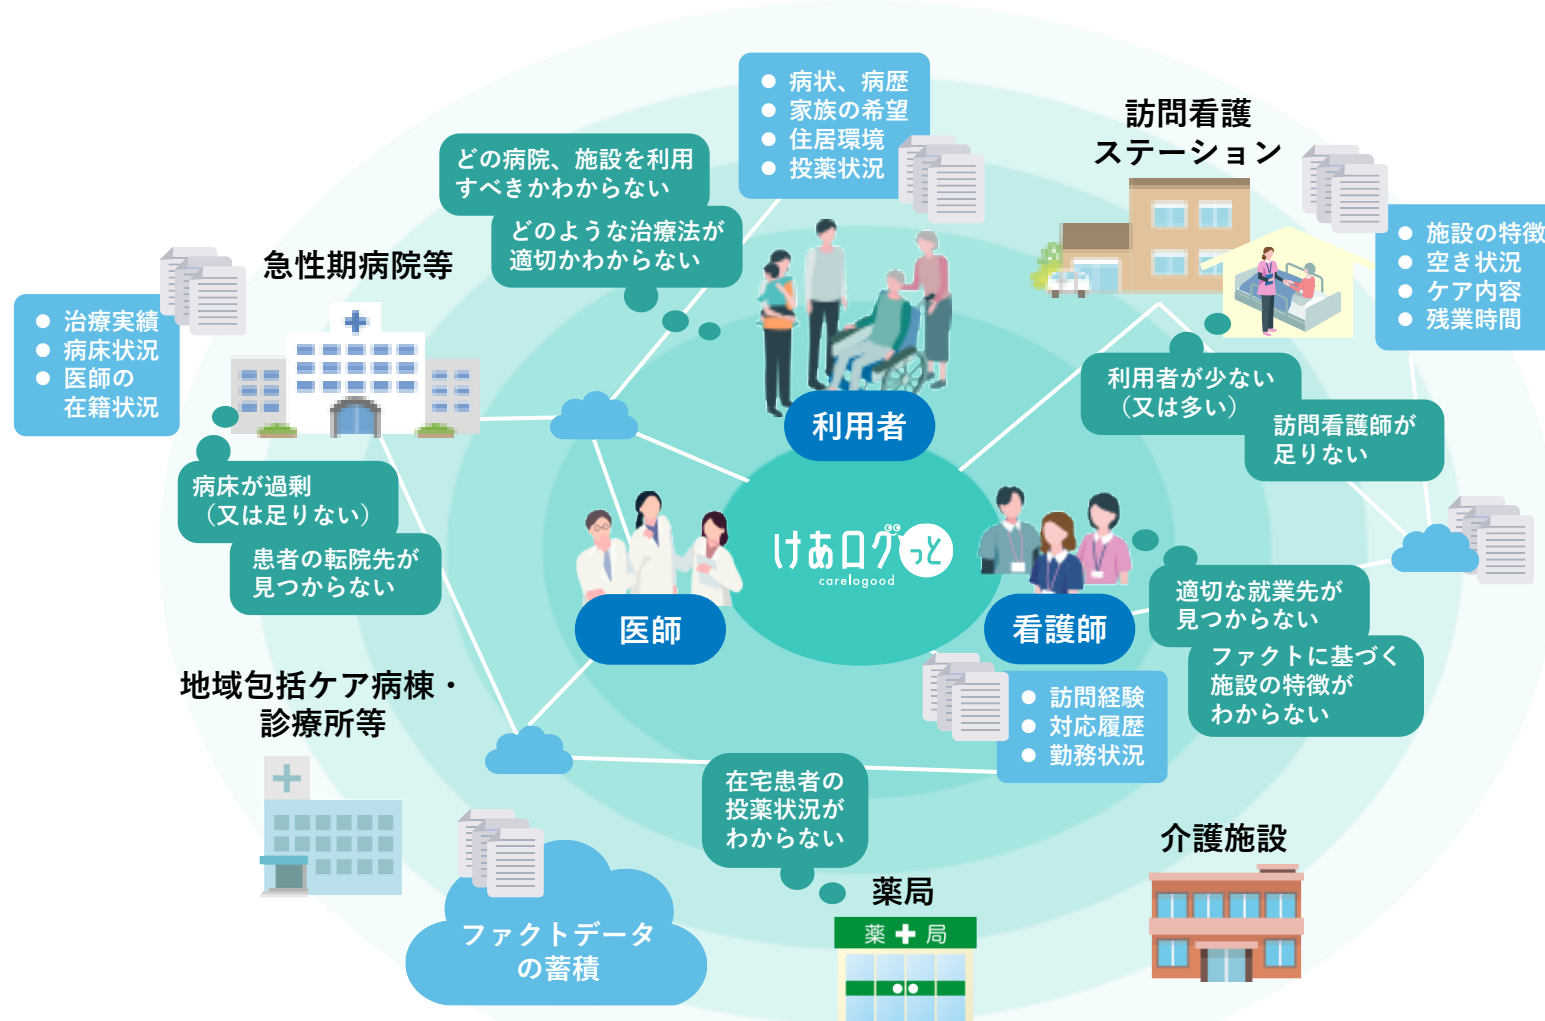 病状、病歴
家族の希望
住居環境
投薬状況
どの病院、施設を利用
すべきかわからない
どのような治療法が
適切かわからない
訪問看護
ステーション
施設の特徴
空き状況
ケア内容
残業時間
急性期病院等
治療実績
病床状況
医師の
在籍状況
利用者
利用者が少ない
（又は多い）
訪問看護師が
足りない
病床が過剰
（又は足りない）
患者の転院先が
見つからない
けあログっと
carelogood
医師
看護師
適切な就業先が
見つからない
ファクトに基づく
施設の特徴が
わからない
訪問経験
対応履歴
勤務状況
地域包括ケア病棟・
診療所等
在宅患者の
投薬状況が
わからない
介護施設
薬局
薬局
ファクトデータ
の蓄積